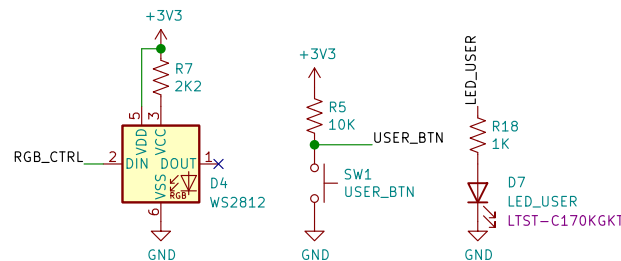 +3V3
R7
2K2
5
3
VDD
VCC
RGB_CTRL
2
DIN
DOUT
1
VSS
RGB
D4
WS2812
6
GND
+3V3
R5
10K
USER_BTN
SW1
USER_BTN
GND
LED_USER
R18
1K
D7
LED_USER
LTST-C170KGKT
GND